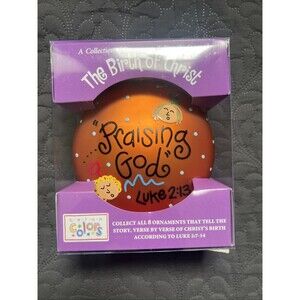 A Collection
The Birth of Christ
"Praising
God"
Luke 2:13
Colors
COLLECT ALL 8 ORNAMENTS THAT TELL THE
STORY, VERSE BY VERSE OF CHRIST'S BIRTH
ACCORDING TO LUKE 2:7-14